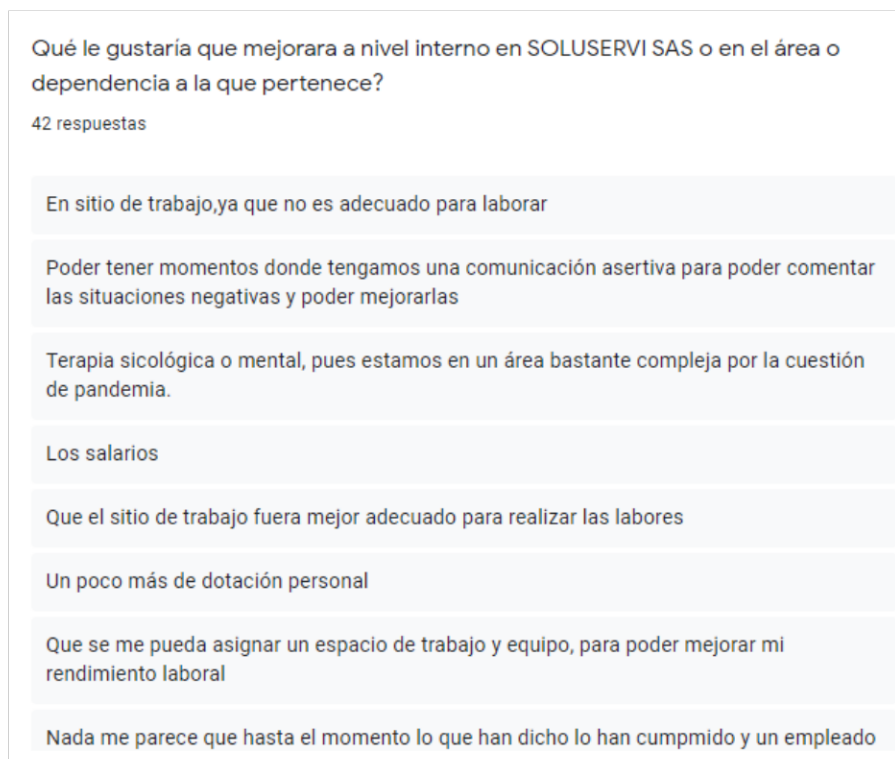 Qué le gustaría que mejorara a nivel interno en SOLUSERVI SAS o en el área o
dependencia a la que pertenece?
42 respuestas
En sitio de trabajo,ya que no es adecuado para laborar
Poder tener momentos donde tengamos una comunicación asertiva para poder comentar
las situaciones negativas y poder mejorarlas
Terapia sicológica o mental, pues estamos en un área bastante compleja por la cuestión
de pandemia.
Los salarios
Que el sitio de trabajo fuera mejor adecuado para realizar las labores
Un poco más de dotación personal
Que se me pueda asignar un espacio de trabajo y equipo, para poder mejorar mi
rendimiento laboral
Nada me parece que hasta el momento lo que han dicho lo han cumpmido y un empleado